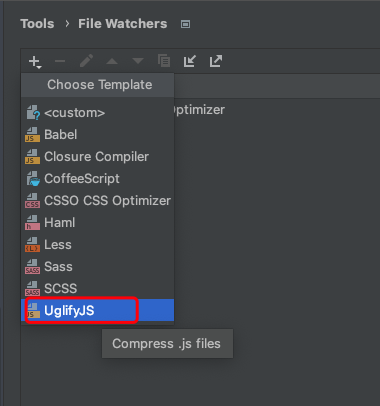 Tools › File Watchers
Choose Template
<custom>
ptimizer
Babel
Closure Compiler
CoffeeScript
CSSO CSS Optimizer
Haml
Less
Sass
SCSS
UglifyJS
Compress .js files